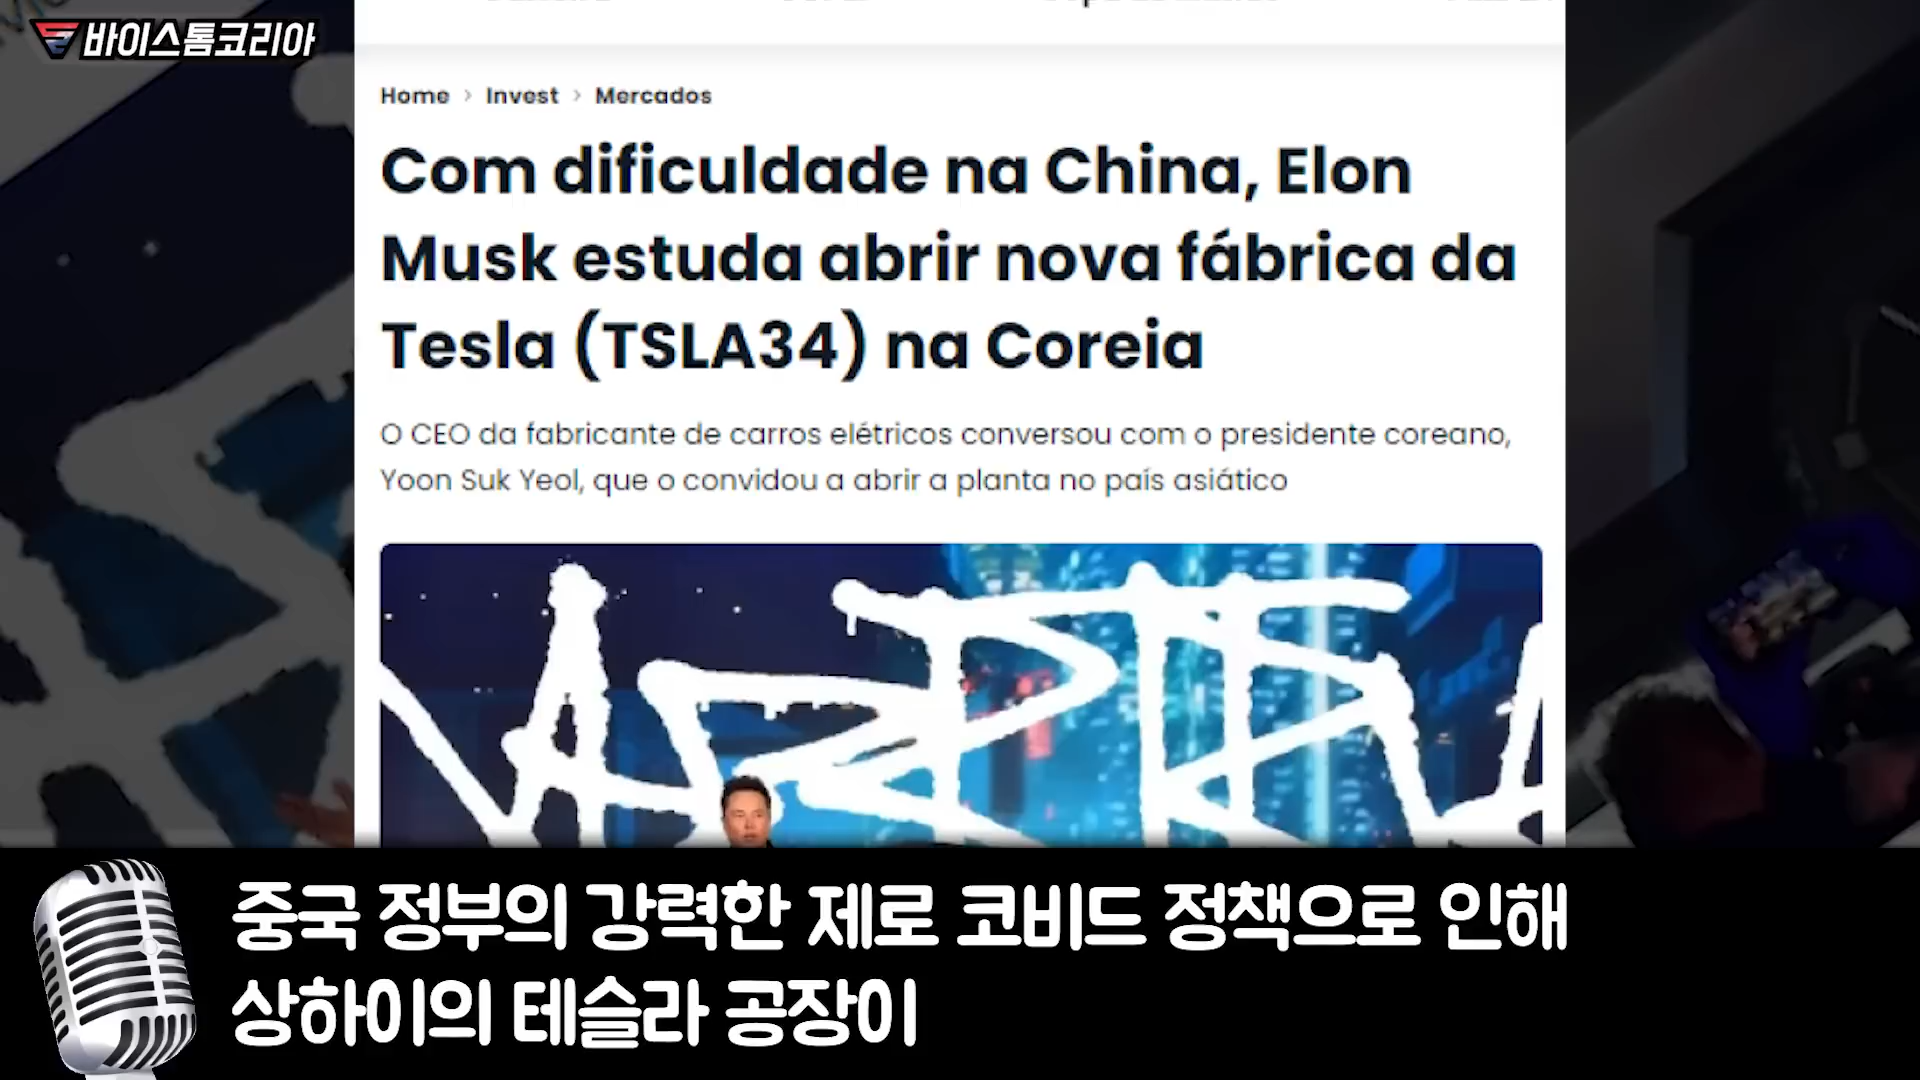 바이스톰코리아
Home > Invest > Mercados
Com dificuldade na China, Elon
Musk estuda abrir nova fábrica da
Tesla (TSLA34) na Coreia
O CEO da fabricante de carros elétricos conversou com o presidente coreano,
Yoon Suk Yeol, que o convidou a abrir a planta no país asiático
중국 정부의 강력한 제로 코비드 정책으로 인해
상하이의 테슬라 공장이